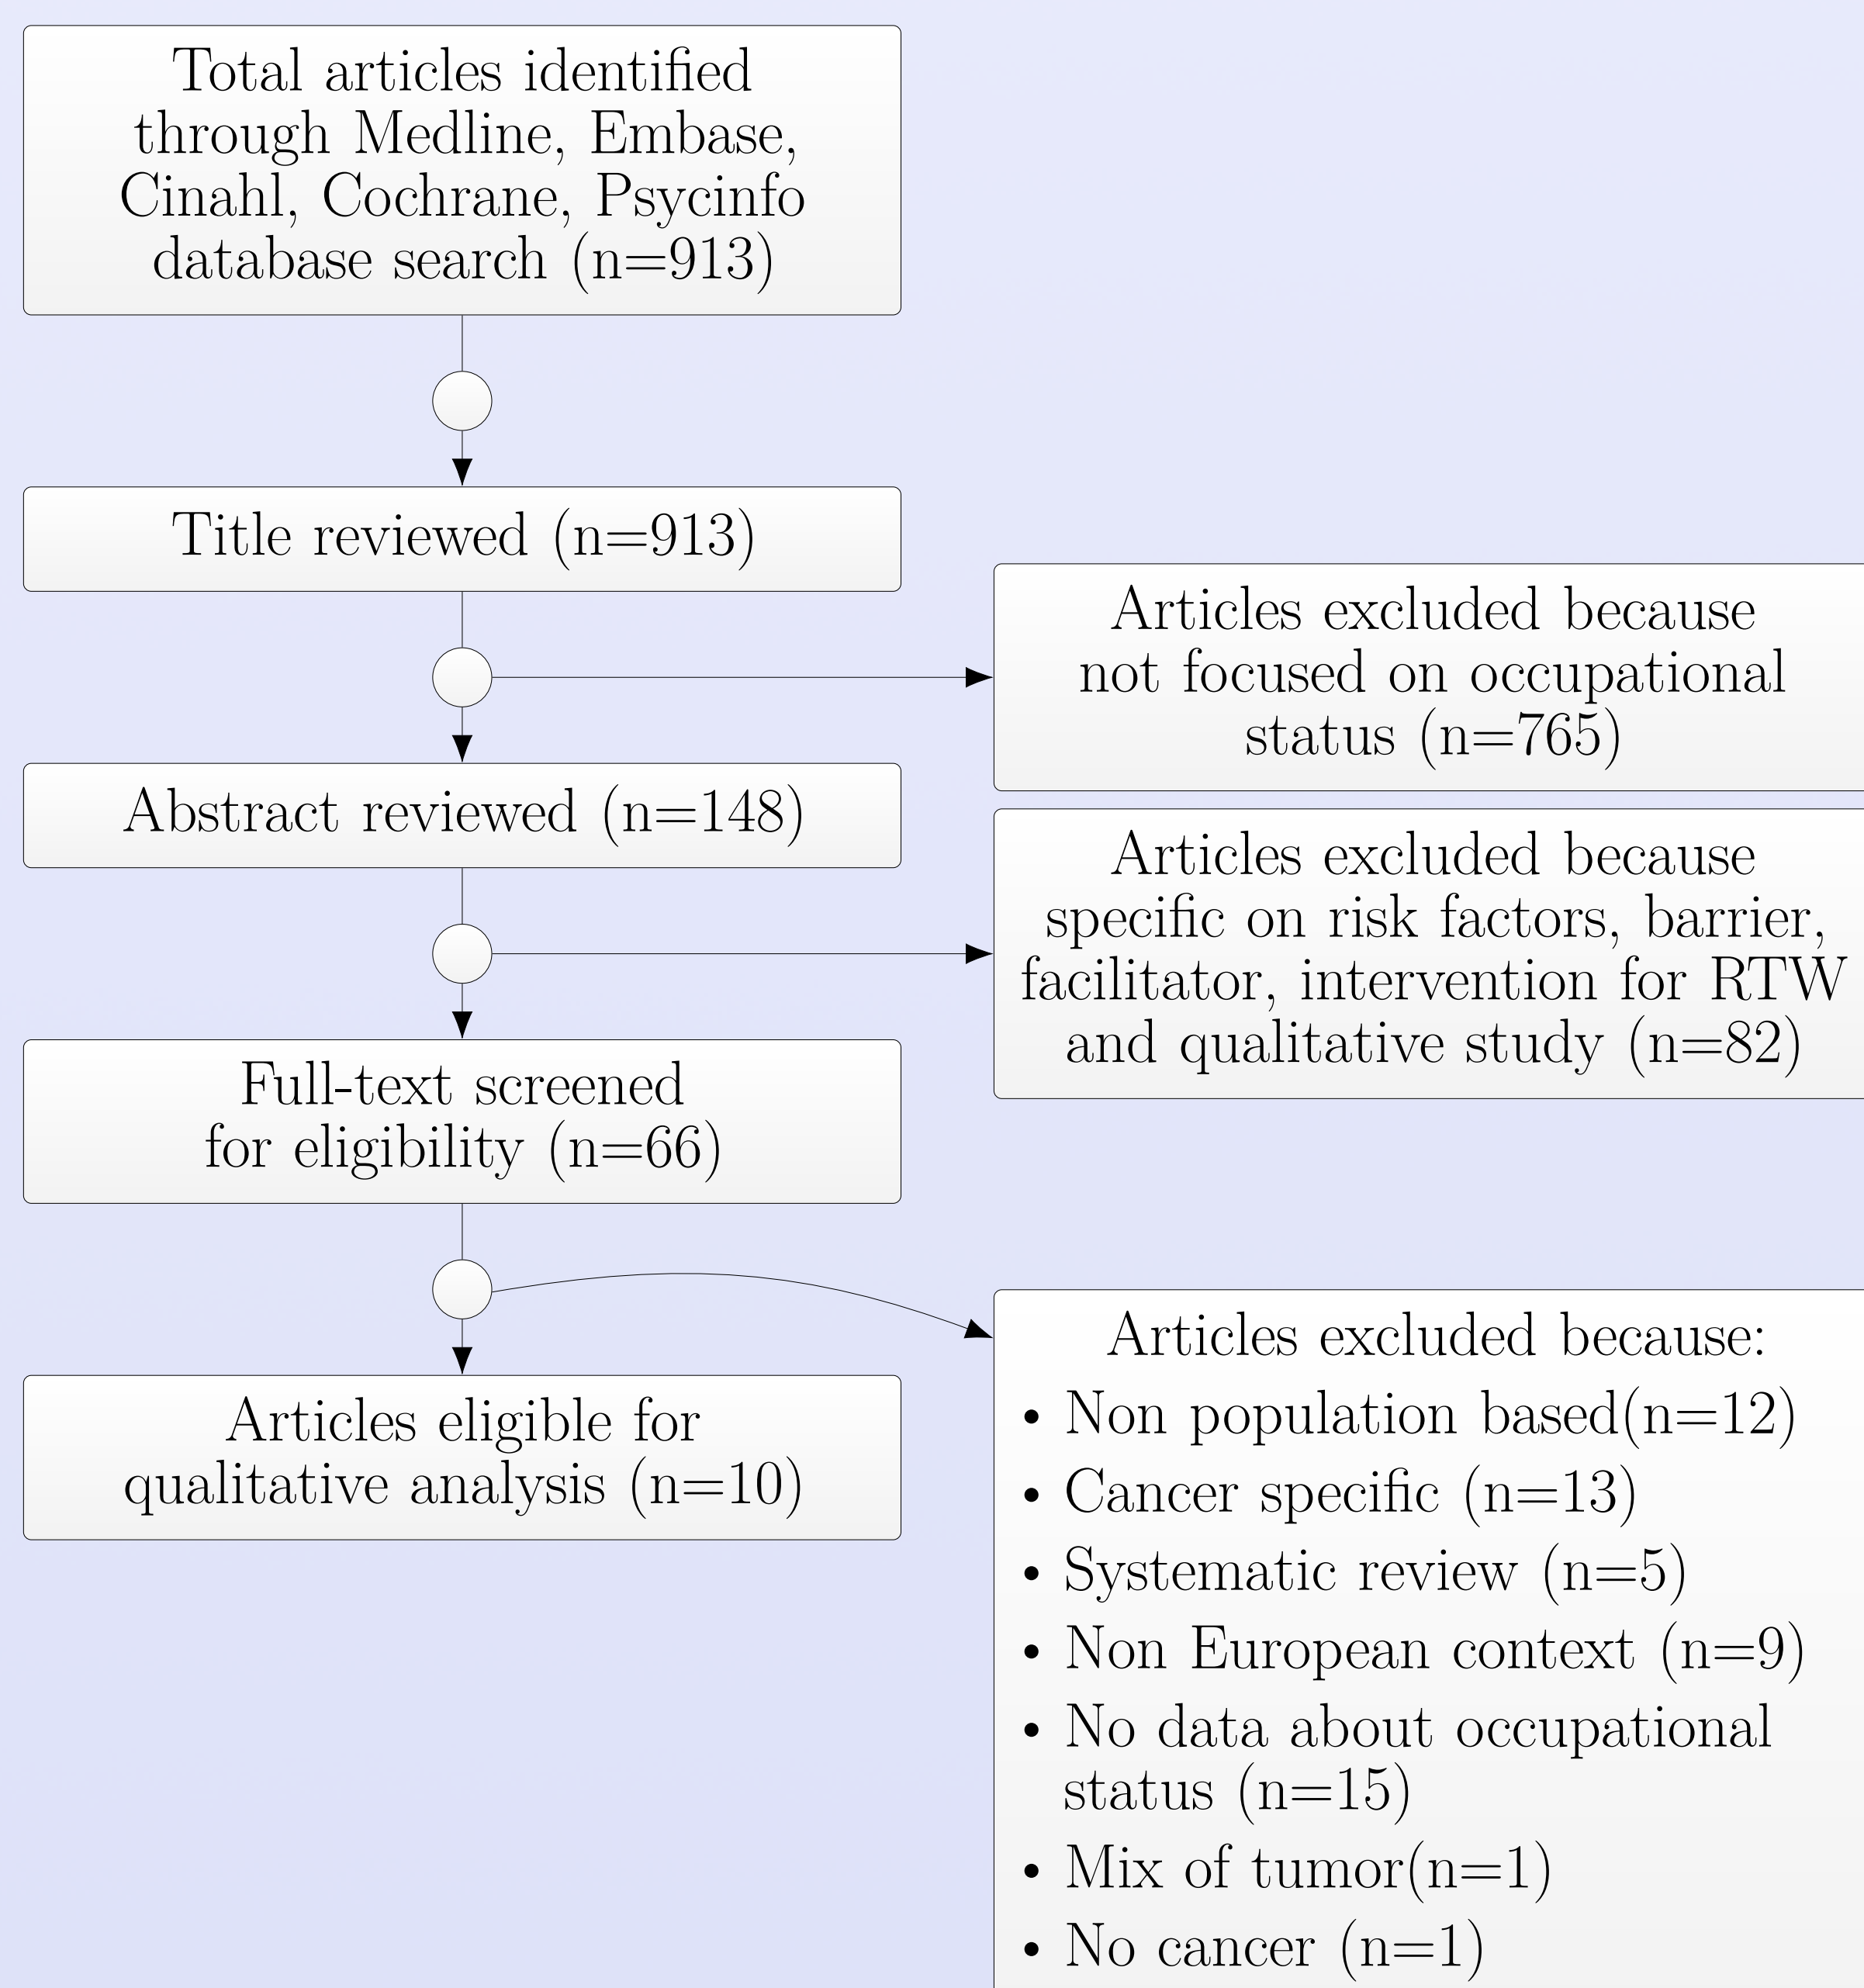 Total articles identified
through Medline, Embase,
Cinahl, Cochrane, Psycinfo
database search (n=913)
Title reviewed (n=913)
Articles excluded because
not focused on occupational
status (n=765)
Abstract reviewed (n=148)
Articles excluded because
specific on risk factors, barrier,
facilitator, intervention for RTW
and qualitative study (n=82)
Full-text screened
for eligibility (n=66)
Articles eligible for
qualitative analysis (n=10)
Articles excluded because:
• Non population based(n=12)
• Cancer specific (n=13)
• Systematic review (n=5)
• Non European context (n=9)
• No data about occupational
status (n=15)
• Mix of tumor(n=1)
• No cancer (n=1)